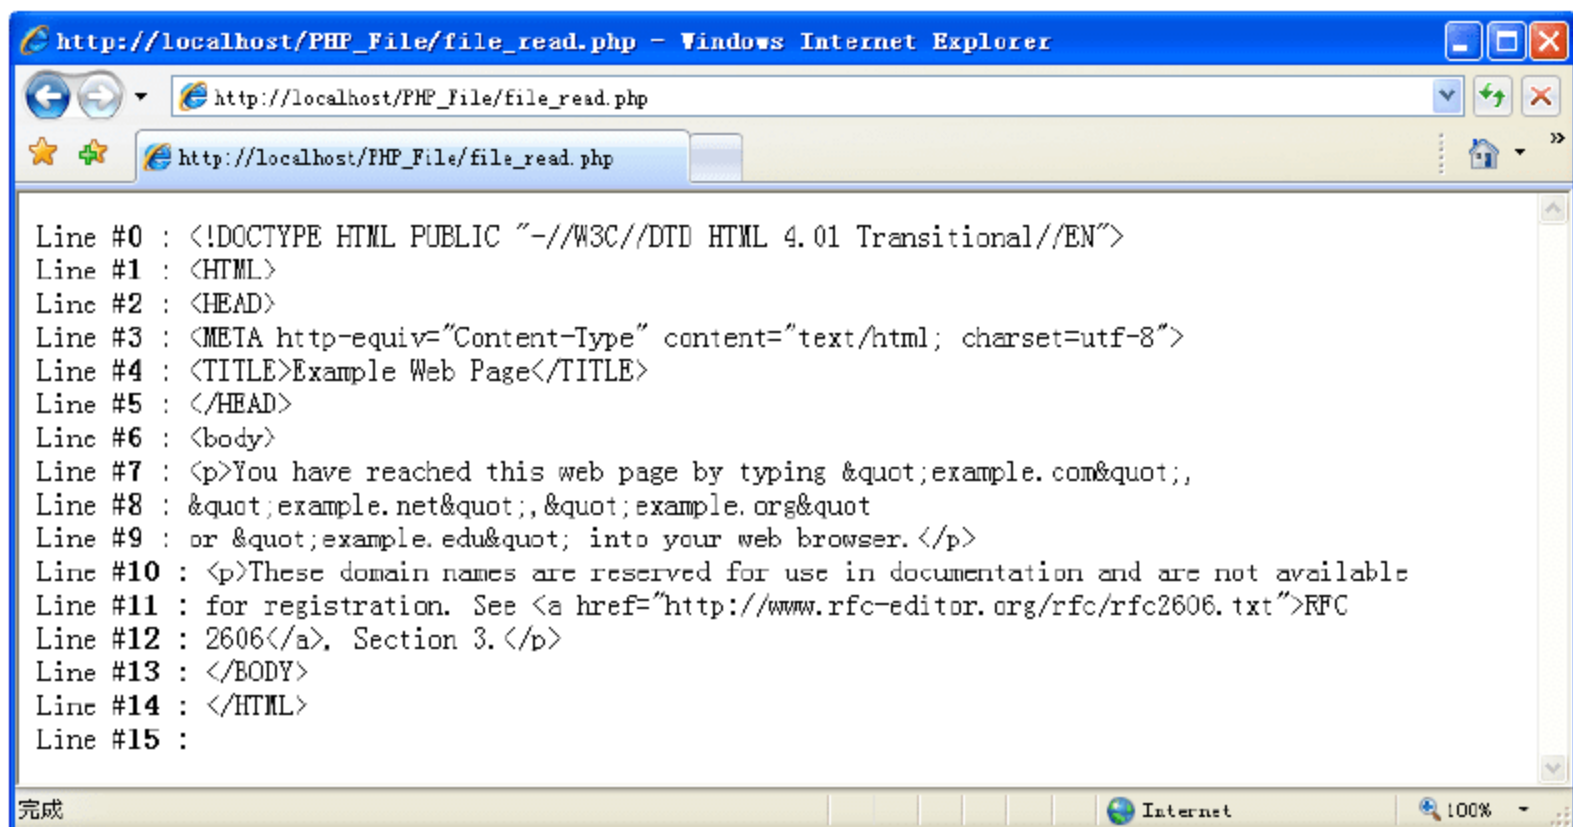 http://localhost/PHP_File/file_read.php - Windows Internet Explorer
http://localhost/PHP_File/file_read.php
http://localhost/PHP_File/file_read.php
Line #0 : <!DOCTYPE HTML PUBLIC "-//W3C//DTD HTML 4.01 Transitional//EN">
Line #1 : <HTML>
Line #2 : <HEAD>
Line #3 : <META http-equiv="Content-Type" content="text/html; charset=utf-8">
Line #4 : <TITLE>Example Web Page</TITLE>
Line #5 : </HEAD>
Line #6 : <body>
Line #7 : <p>You have reached this web page by typing &quot;example.com&quot;,
Line #8 : &quot;example.net&quot;,&quot;example.org&quot
Line #9 : or &quot;example.edu&quot; into your web browser.</p>
Line #10 : <p>These domain names are reserved for use in documentation and are not available
Line #11 : for registration. See <a href="http://www.rfc-editor.org/rfc/rfc2606.txt">RFC
Line #12 : 2606</a>, Section 3.</p>
Line #13 : </BODY>
Line #14 : </HTML>
Line #15 :
完成 Internet 100%